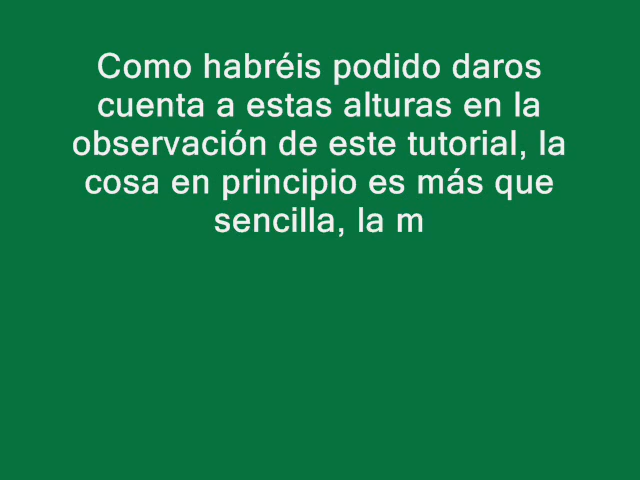 Como habréis podido daros
cuenta a estas alturas en la
observación de este tutorial, la
cosa en principio es más que
sencilla, la m